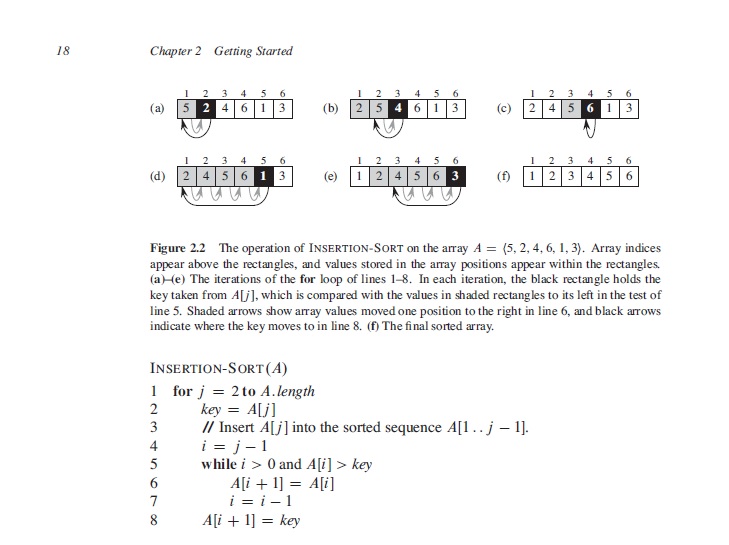 18 Chapter 2 Getting Started
1 2 3 4 5 6 1 2 3 4 5 6 1 2 3 4 5 6
(a) 5 2 4 6 1 3 (b) 2 5 4 6 1 3 (c) 2 4 5 6 1 3
1 2 3 4 5 6 1 2 3 4 5 6 1 2 3 4 5 6
(d) 2 4 5 6 1 3 (e) 1 2 4 5 6 3 (f) 1 2 3 4 5 6
Figure 2.2 The operation of INSERTION-SORT on the array A = ⟨5, 2, 4, 6, 1, 3⟩. Array indices
appear above the rectangles, and values stored in the array positions appear within the rectangles.
(a)–(e) The iterations of the for loop of lines 1–8. In each iteration, the black rectangle holds the
key taken from A[j], which is compared with the values in shaded rectangles to its left in the test of
line 5. Shaded arrows show array values moved one position to the right in line 6, and black arrows
indicate where the key moves to in line 8. (f) The final sorted array.
INSERTION-SORT(A)
1 for j = 2 to A.length
2 key = A[j]
3 // Insert A[j] into the sorted sequence A[1 . . j − 1].
4 i = j − 1
5 while i > 0 and A[i] > key
6 A[i + 1] = A[i]
7 i = i − 1
8 A[i + 1] = key